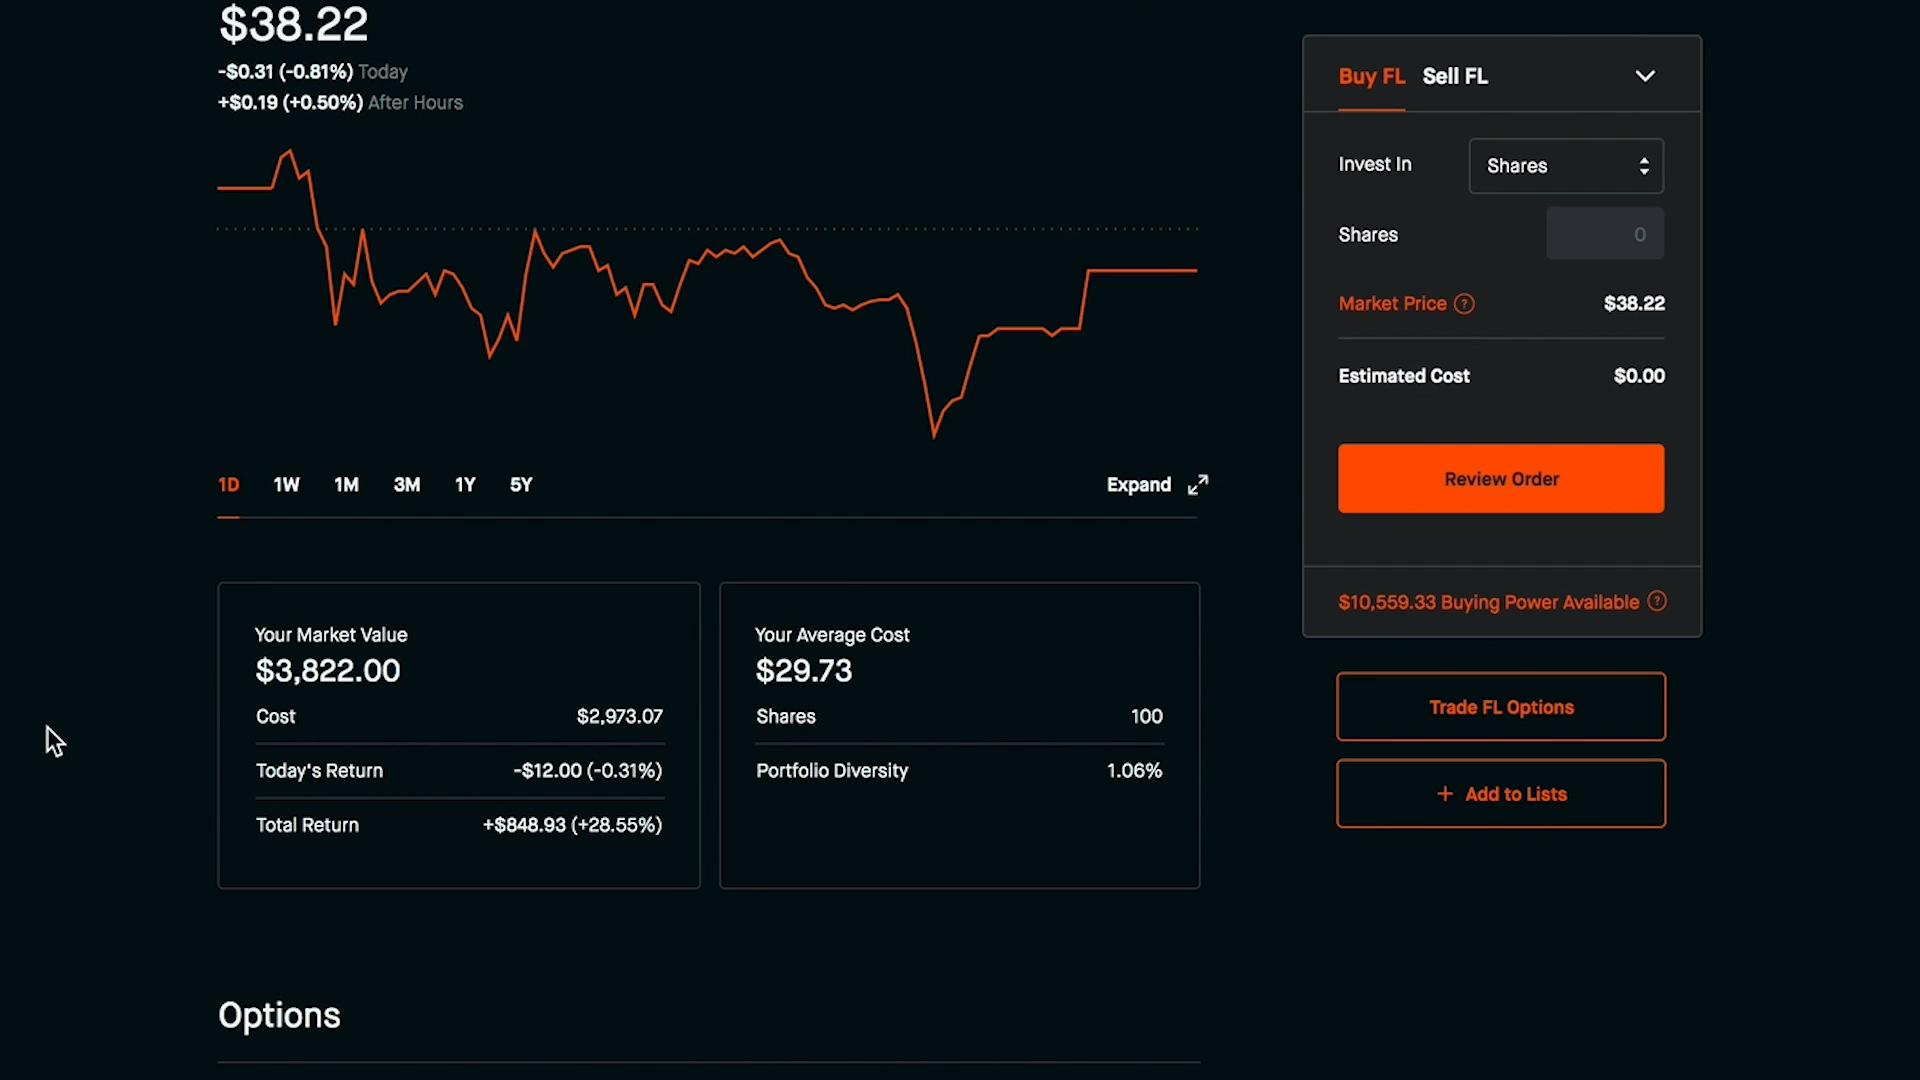 $38.22
-$0.31 (-0.81%) Today
+$0.19 (+0.50%) After Hours
1D 1W 1M 3M 1Y 5Y Expand
Your Market Value
$3,822.00
Cost $2,973.07
Today's Return -$12.00 (-0.31%)
Total Return +$848.93 (+28.55%)
Your Average Cost
$29.73
Shares 100
Portfolio Diversity 1.06%
Options
Buy FL Sell FL
Invest In Shares
Shares 0
Market Price ? $38.22
Estimated Cost $0.00
Review Order
$10,559.33 Buying Power Available ?
Trade FL Options
+ Add to Lists